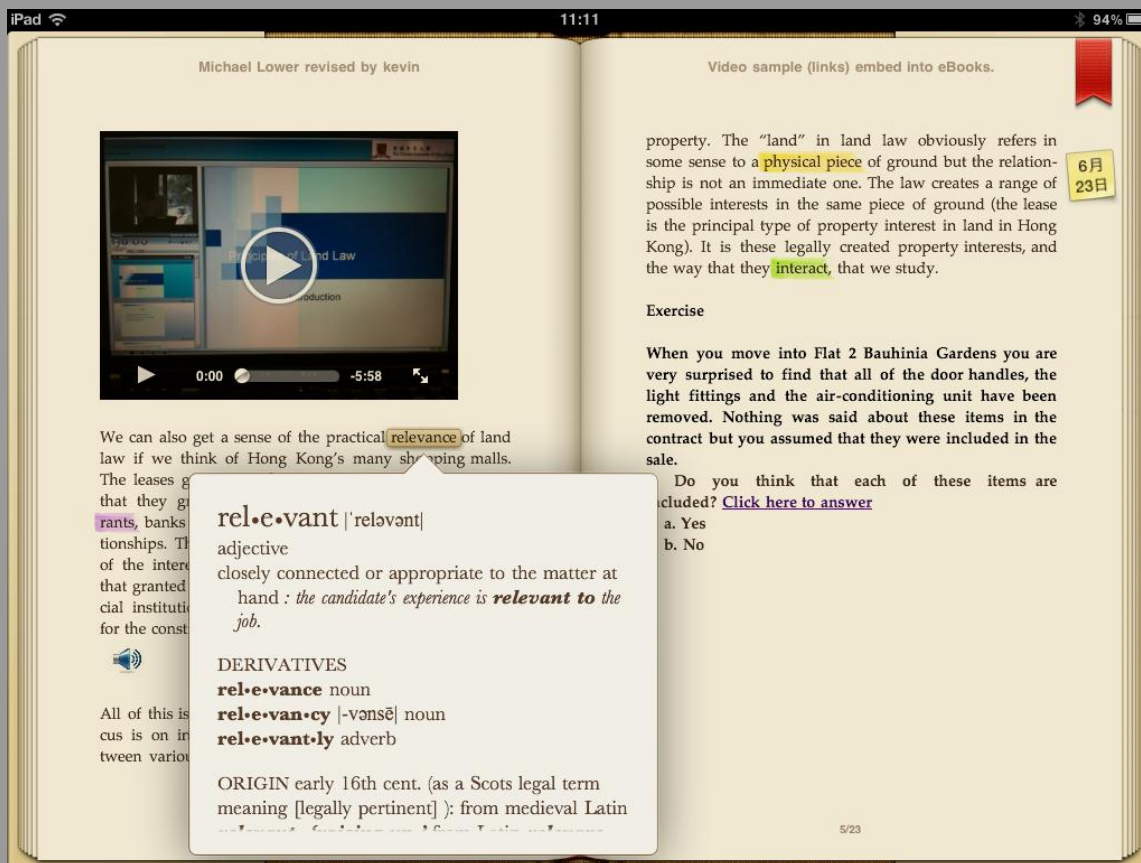 iPad
11:11
94%
Michael Lower revised by kevin
Principles of Land Law
Introduction
0:00
-5:58
We can also get a sense of the practical relevance of land
law if we think of Hong Kong's many shopping malls.
The leases
that they
rants, banks
tionships.
of the
that granted
cial
for the
rel•e•vant |ˈreləvənt|
adjective
closely connected or appropriate to the matter at
hand : the candidate's experience is relevant to the
job.
DERIVATIVES
rel•e•vance noun
rel•e•van•cy |-vənsē| noun
rel•e•vant•ly adverb
ORIGIN early 16th cent. (as a Scots legal term
meaning [legally pertinent] ): from medieval Latin
All of this is
cus is on
tween
Video sample (links) embed into eBooks.
property. The “land” in land law obviously refers in
some sense to a physical piece of ground but the relation-
ship is not an immediate one. The law creates a range of
possible interests in the same piece of ground (the lease
is the principal type of property interest in land in Hong
Kong). It is these legally created property interests, and
the way that they interact, that we study.
6月
23日
Exercise
When you move into Flat 2 Bauhinia Gardens you are
very surprised to find that all of the door handles, the
light fittings and the air-conditioning unit have been
removed. Nothing was said about these items in the
contract but you assumed that they were included in the
sale.
Do you think that each of these items are
included? Click here to answer
a. Yes
b. No
5/23